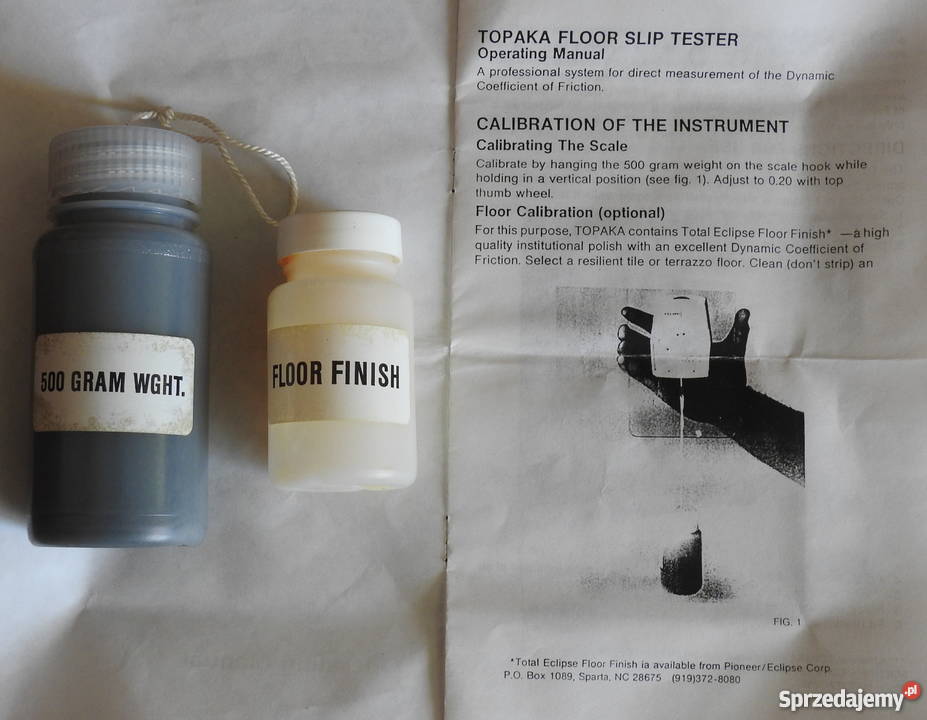 500 GRAM WGHT.
FLOOR FINISH
TOPAKA FLOOR SLIP TESTER
Operating Manual
A professional system for direct measurement of the Dynamic
Coefficient of Friction.
CALIBRATION OF THE INSTRUMENT
Calibrating The Scale
Calibrate by hanging the 500 gram weight on the scale hook while
holding in a vertical position (see fig. 1). Adjust to 0.20 with top
thumb wheel.
Floor Calibration (optional)
For this purpose, TOPAKA contains Total Eclipse Floor Finish* —a high
quality institutional polish with an excellent Dynamic Coefficient of
Friction. Select a resilient tile or terrazzo floor. Clean (don't strip) an
FIG. 1
*Total Eclipse Floor Finish ia available from Pioneer/Eclipse Corp.
P.O. Box 1089, Sparta, NC 28675 (919)372-8080
Sprzedajemy.pl